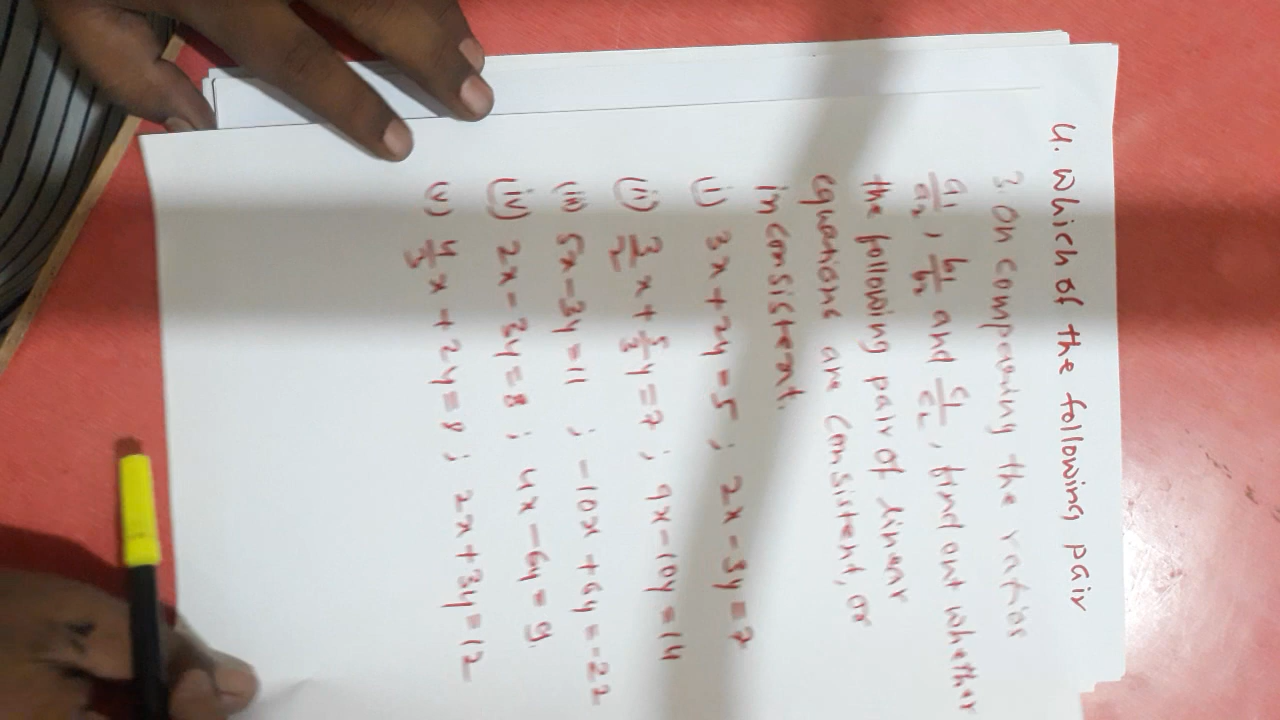 4. Which of the following pair
3. On comparing the ratios
a₁/a₂, b₁/b₂ and c₁/c₂, find out whether
the following pair of linear
equations are consistent, or
inconsistent.
(i) 3x + 2y = 5 ; 2x - 3y = 7
(ii) 3/2 x + 5/3 y = 7 ; 9x - 10y = 14
(iii) 5x - 3y = 11 ; -10x + 6y = -22
(iv) 2x - 3y = 8 ; 4x - 6y = 9.
(v) 4/3 x + 2y = 8 ; 2x + 3y = 12